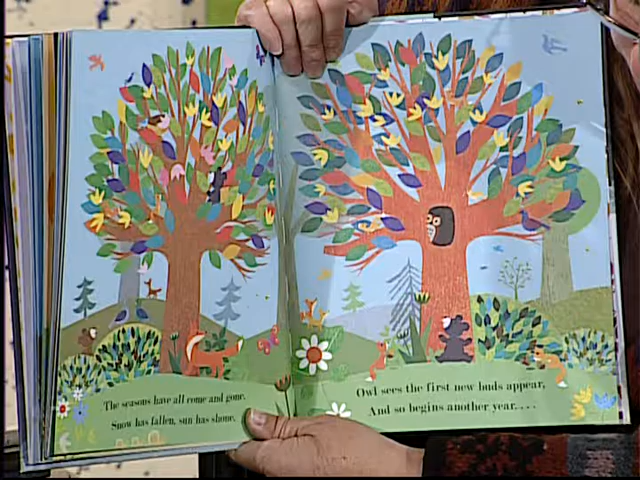 The seasons have all come and gone.
Snow has fallen, sun has shone.
Owl sees the first new buds appear,
And so begins another year....